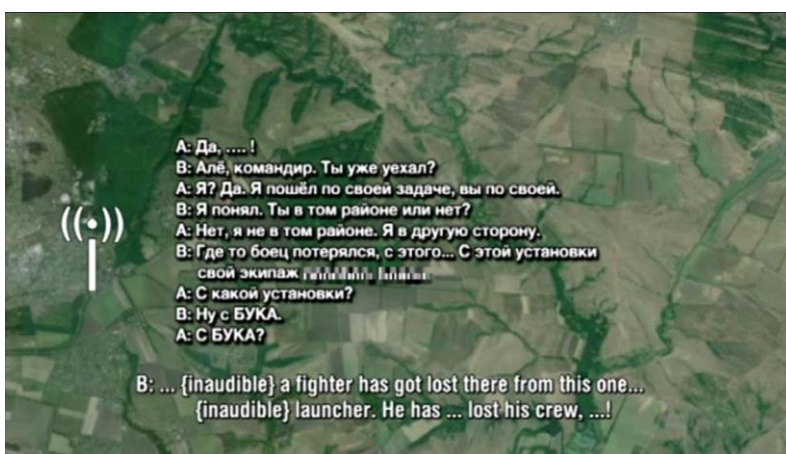 А: Да, .... !
В: Алё, командир. Ты уже уехал?
А: Я? Да. Я пошёл по своей задаче, вы по своей.
В: Я понял. Ты в том районе или нет?
А: Нет, я не в том районе. Я в другую сторону.
В: Где то боец потерялся, с этого... С этой установки
свой экипаж
А: С какой установки?
В: Ну с БУКА.
А: С БУКА?
B: ... {inaudible} a fighter has got lost there from this one...
{inaudible} launcher. He has ... lost his crew, ...!